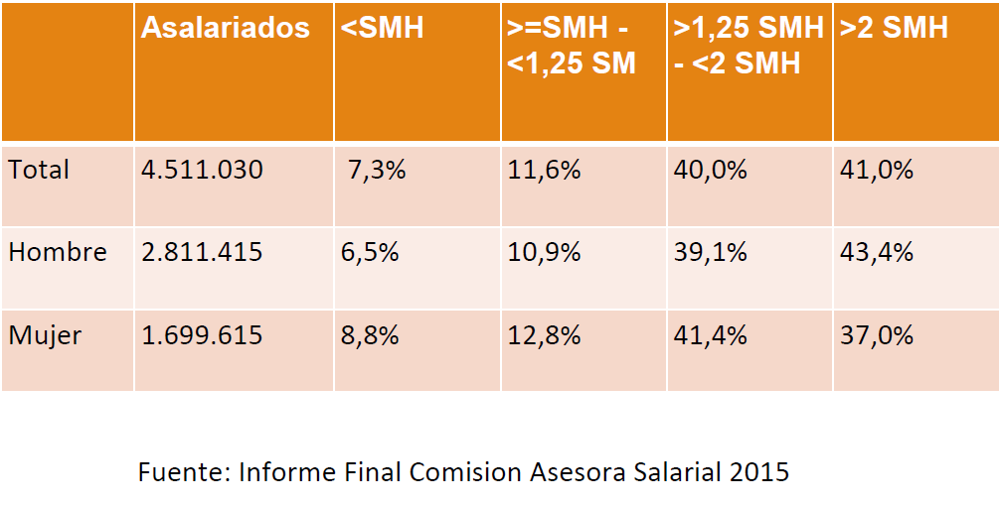 Asalariados <SMH >=SMH - <1,25 SM >1,25 SMH - <2 SMH >2 SMH
Total 4.511.030 7,3% 11,6% 40,0% 41,0%
Hombre 2.811.415 6,5% 10,9% 39,1% 43,4%
Mujer 1.699.615 8,8% 12,8% 41,4% 37,0%
Fuente: Informe Final Comision Asesora Salarial 2015